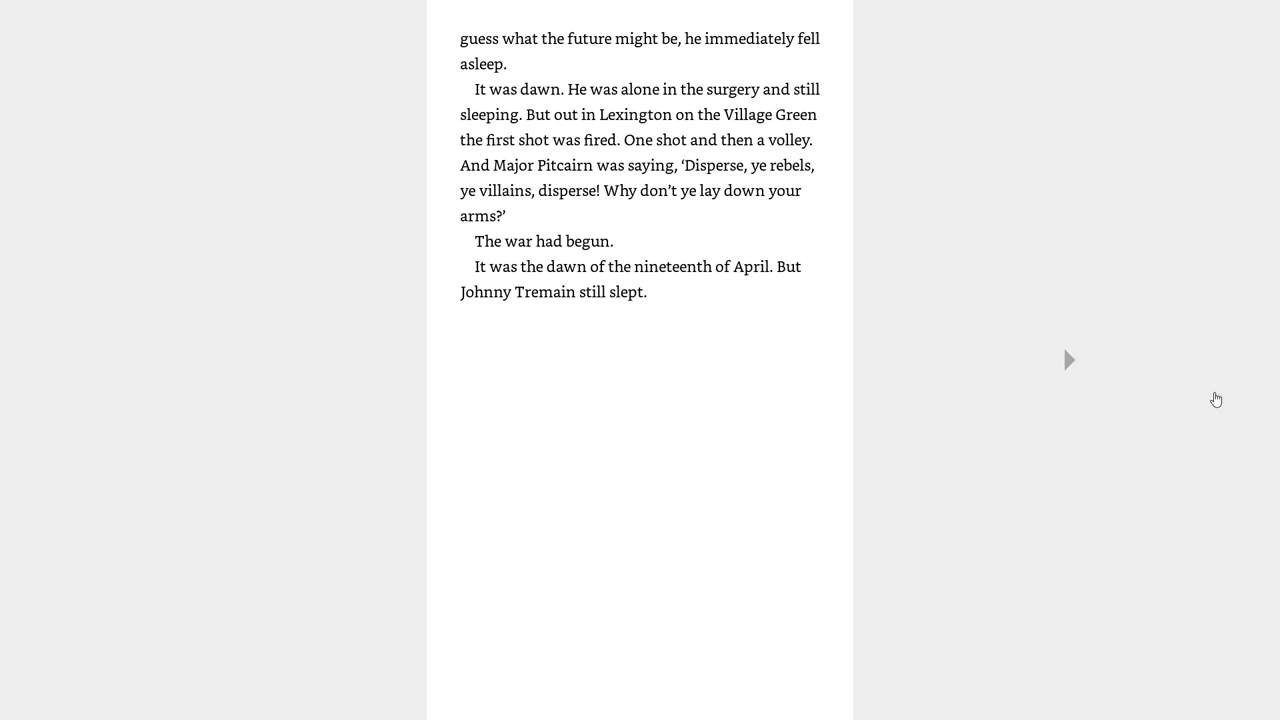 guess what the future might be, he immediately fell
asleep.
It was dawn. He was alone in the surgery and still
sleeping. But out in Lexington on the Village Green
the first shot was fired. One shot and then a volley.
And Major Pitcairn was saying, ‘Disperse, ye rebels,
ye villains, disperse! Why don’t ye lay down your
arms?’
The war had begun.
It was the dawn of the nineteenth of April. But
Johnny Tremain still slept.